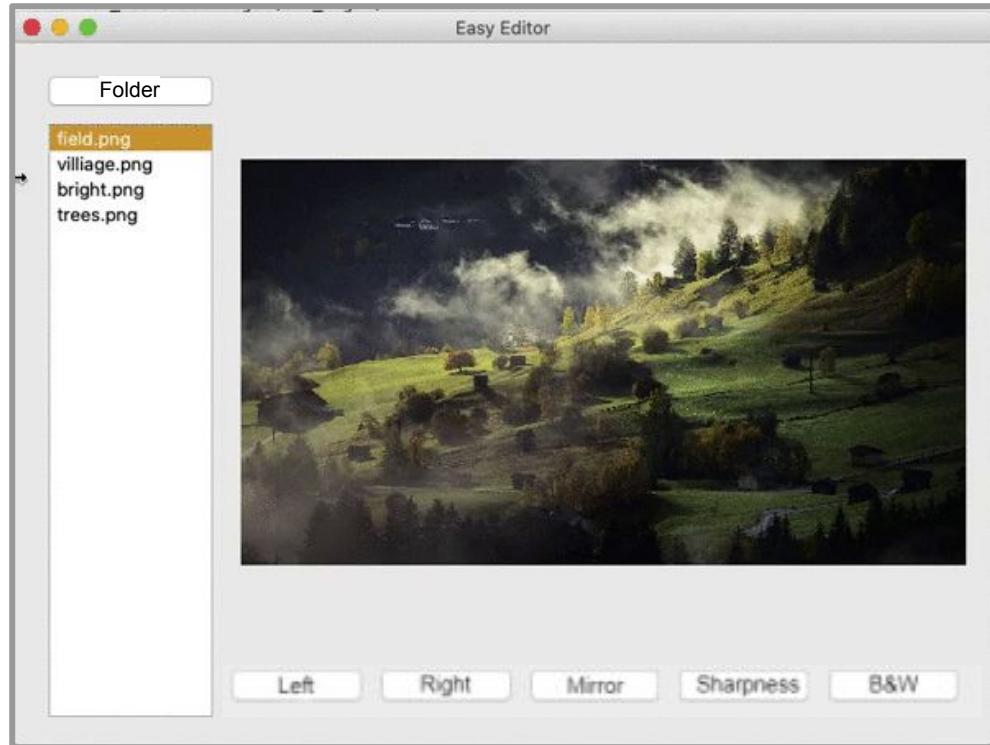 Easy Editor
Folder
field.png
villiage.png
bright.png
trees.png
Left Right Mirror Sharpness B&W